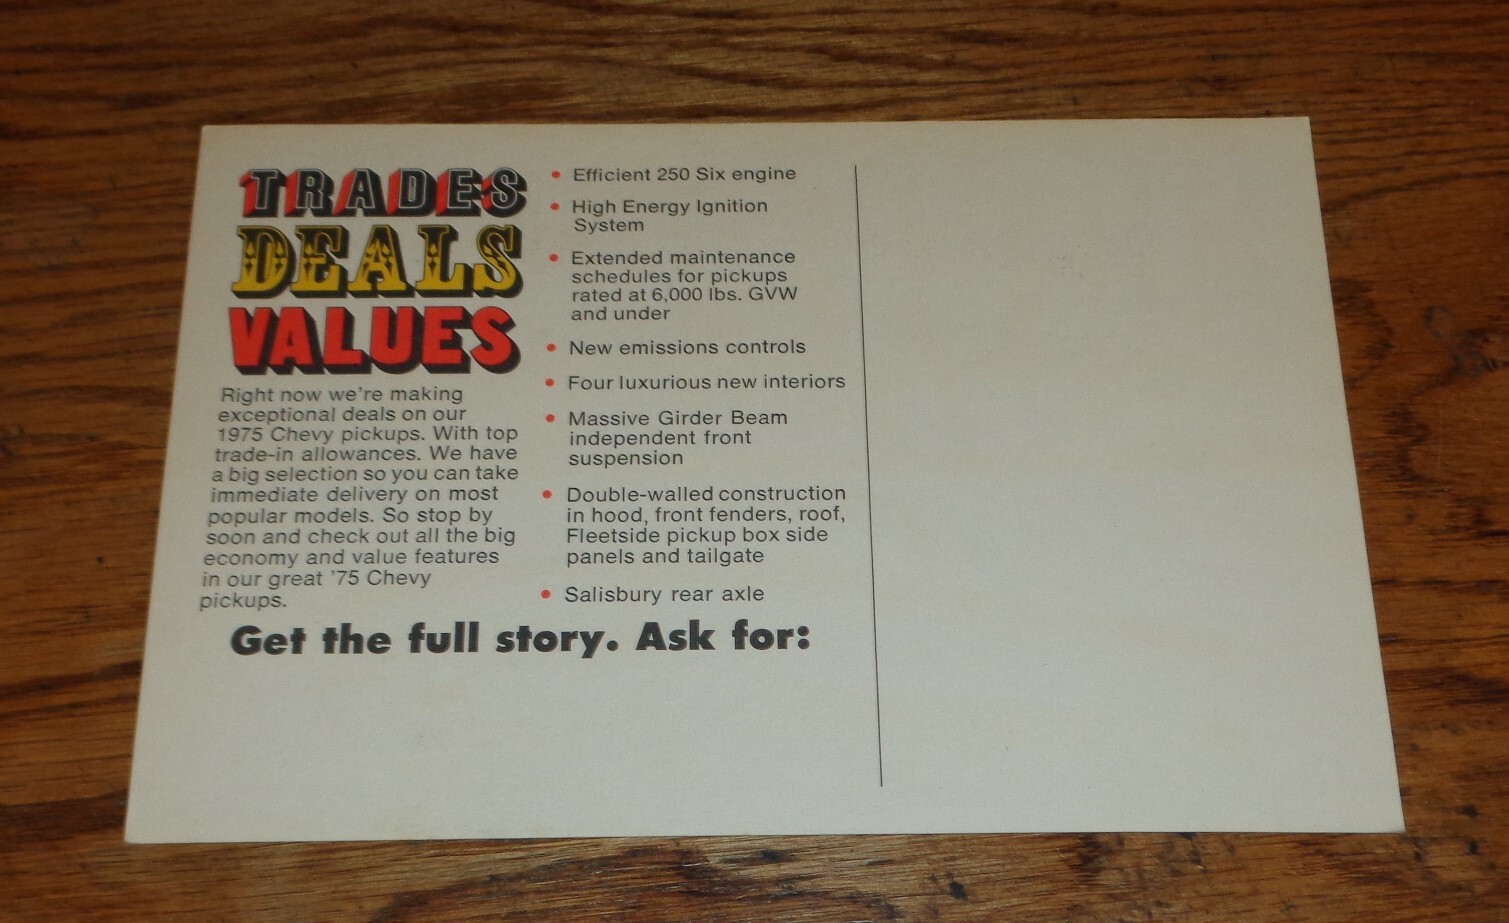 TRADES
DEALS
VALUES
Right now we're making
exceptional deals on our
1975 Chevy pickups. With top
trade-in allowances. We have
a big selection so you can take
immediate delivery on most
popular models. So stop by
soon and check out all the big
economy and value features
in our great '75 Chevy
pickups.
• Efficient 250 Six engine
• High Energy Ignition
System
• Extended maintenance
schedules for pickups
rated at 6,000 lbs. GVW
and under
• New emissions controls
• Four luxurious new interiors
• Massive Girder Beam
independent front
suspension
• Double-walled construction
in hood, front fenders, roof,
Fleetside pickup box side
panels and tailgate
• Salisbury rear axle
Get the full story. Ask for: